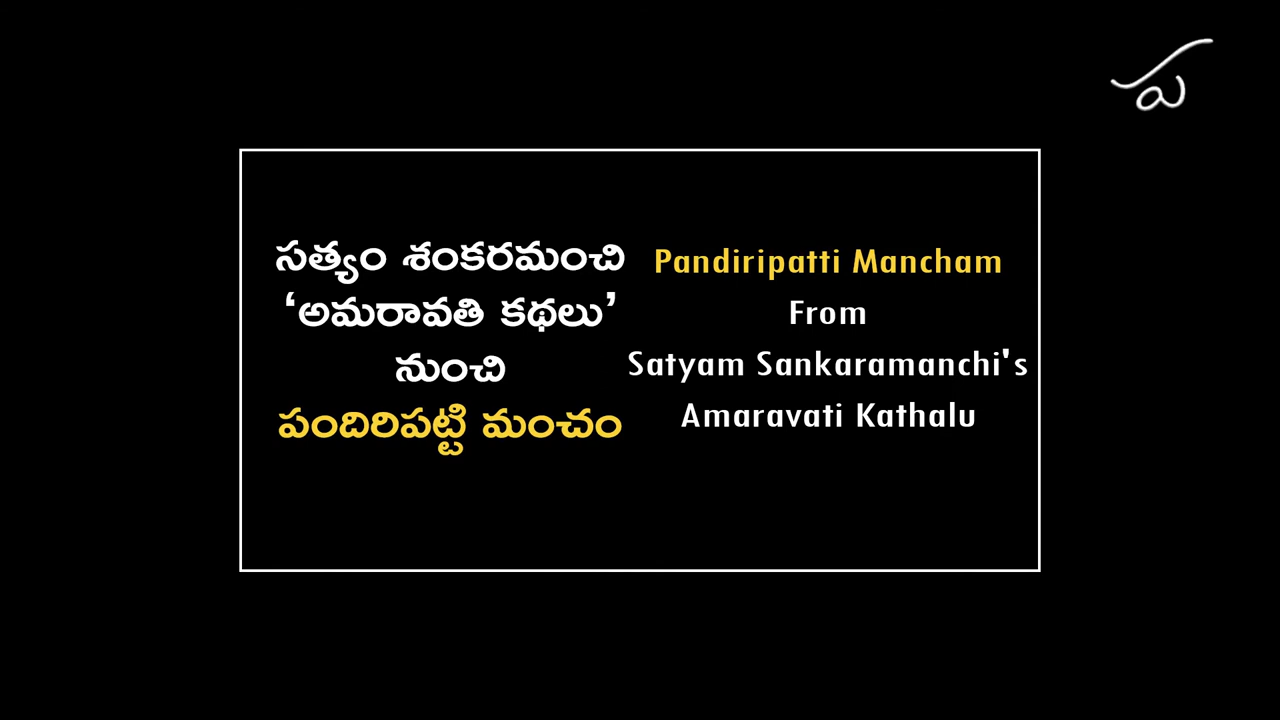 ప
సత్యం శంకరమంచి
‘అమరావతి కథలు’
నుంచి
పందిరిపట్టి మంచం
Pandiripatti Mancham
From
Satyam Sankaramanchi's
Amaravati Kathalu